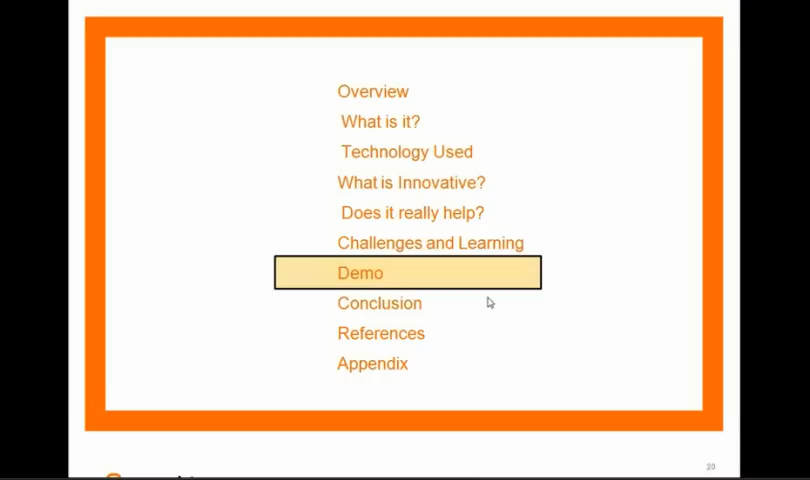 Overview
What is it?
Technology Used
What is Innovative?
Does it really help?
Challenges and Learning
Demo
Conclusion
References
Appendix
20